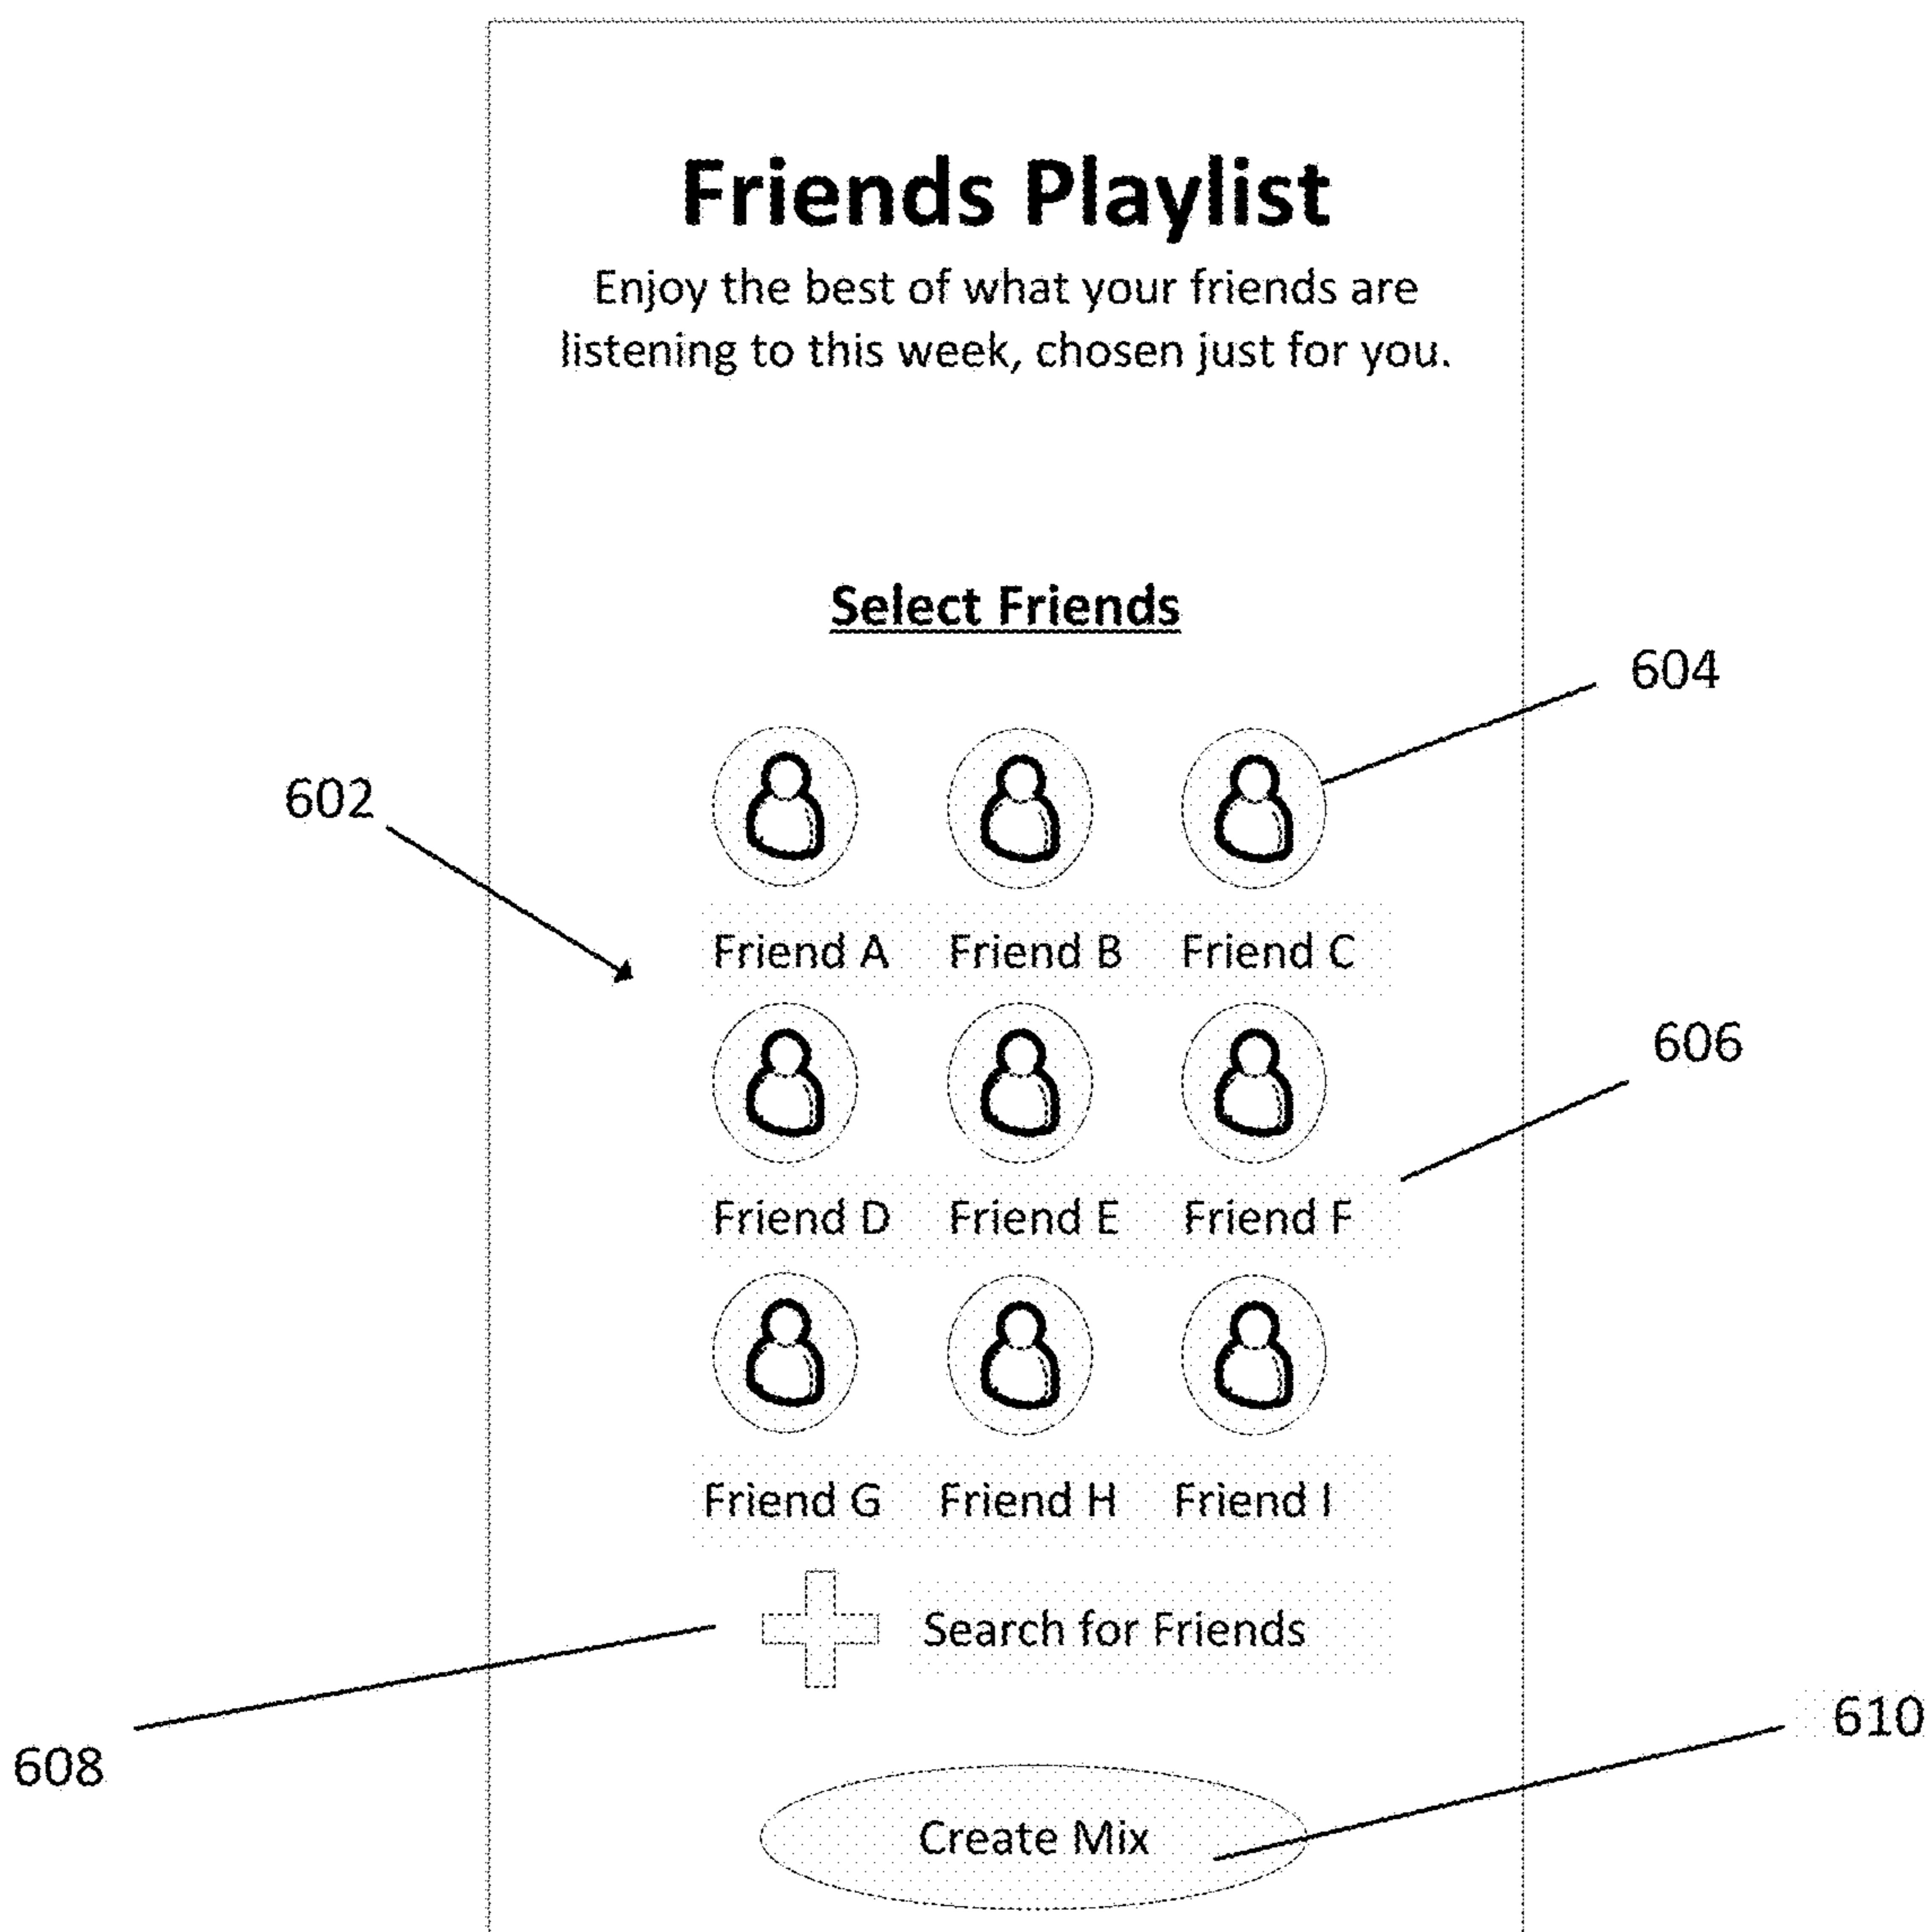 Friends Playlist
Enjoy the best of what your friends are
listening to this week, chosen just for you.
Select Friends
604
602
Friend A Friend B Friend C
606
Friend D Friend E Friend F
Friend G Friend H Friend I
Search for Friends
608
610
Create Mix